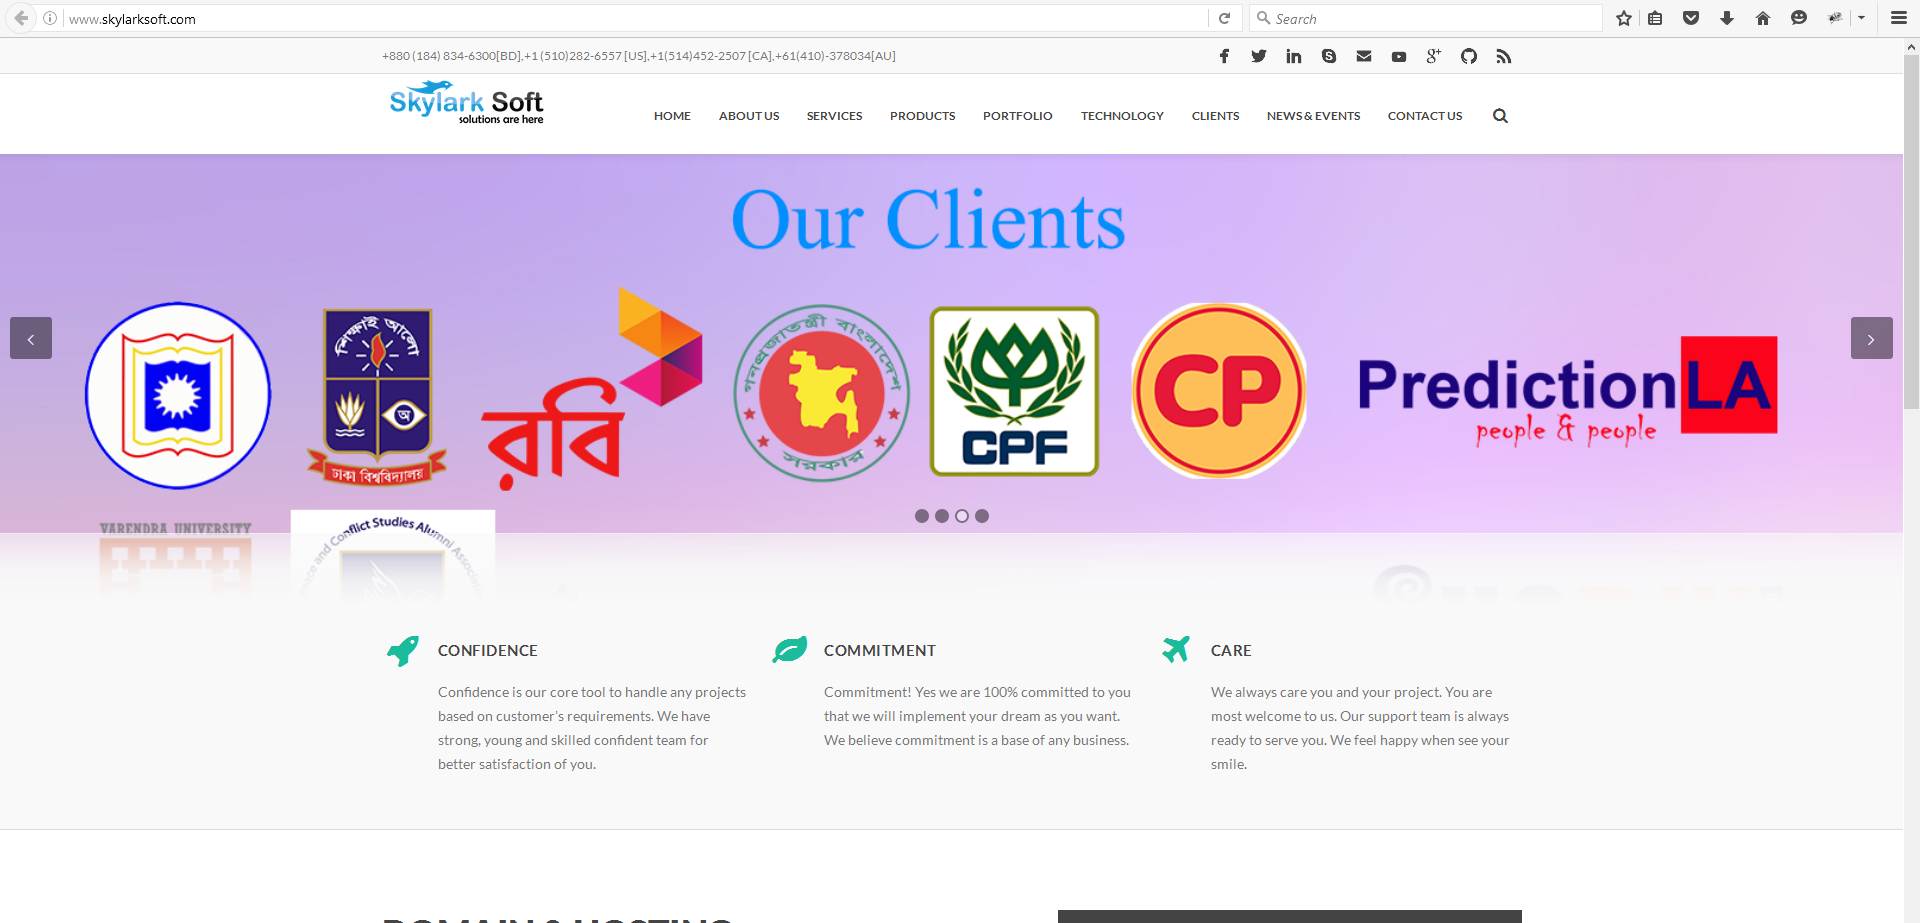 www.skylarksoft.com
Search
+880 (184) 834-6300[BD],+1 (510)282-6557 [US],+1(514)452-2507 [CA],+61(410)-378034[AU]
Skylark Soft
solutions are here
HOME ABOUT US SERVICES PRODUCTS PORTFOLIO TECHNOLOGY CLIENTS NEWS & EVENTS CONTACT US
Our Clients
শিক্ষাই আলো
অ
ঢাকা বিশ্ববিদ্যালয়
রবি
গনপ্রজাতন্ত্রী বাংলাদেশ
সরকার
CPF
CP
PredictionLA
people & people
VARENDRA UNIVERSITY
and Conflict Studies Alumni
CONFIDENCE
Confidence is our core tool to handle any projects
based on customer's requirements. We have
strong, young and skilled confident team for
better satisfaction of you.
COMMITMENT
Commitment! Yes we are 100% committed to you
that we will implement your dream as you want.
We believe commitment is a base of any business.
CARE
We always care you and your project. You are
most welcome to us. Our support team is always
ready to serve you. We feel happy when see your
smile.
DOMAIN & HOSTING